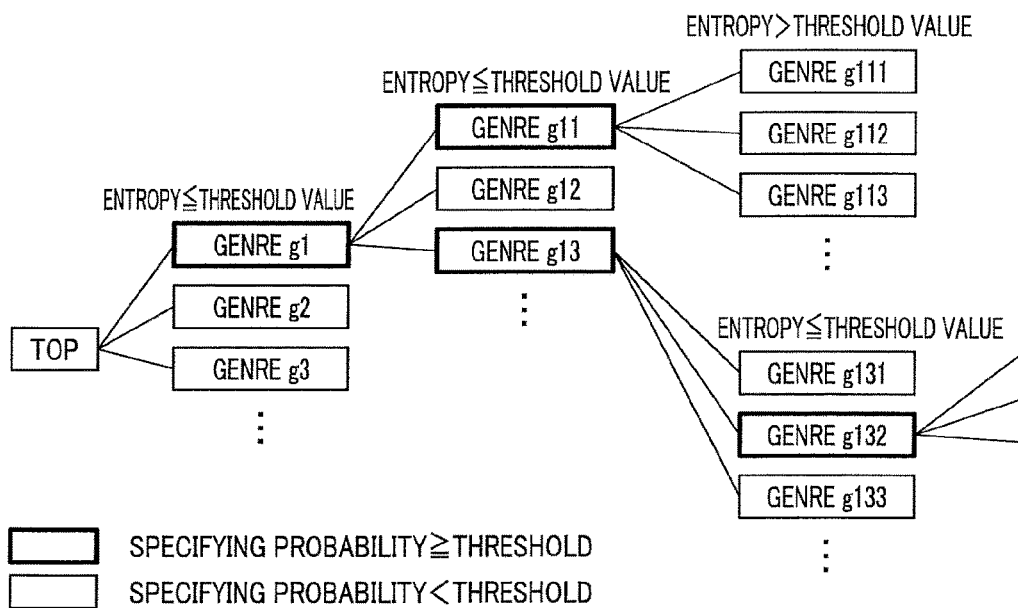 ENTROPY>THRESHOLD VALUE
GENRE g111
ENTROPY≦THRESHOLD VALUE
GENRE g11
GENRE g112
GENRE g12
GENRE g113
ENTROPY≦THRESHOLD VALUE
GENRE g1
GENRE g13
GENRE g2
ENTROPY≦THRESHOLD VALUE
TOP
GENRE g3
GENRE g131
GENRE g132
GENRE g133
SPECIFYING PROBABILITY≧THRESHOLD
SPECIFYING PROBABILITY<THRESHOLD